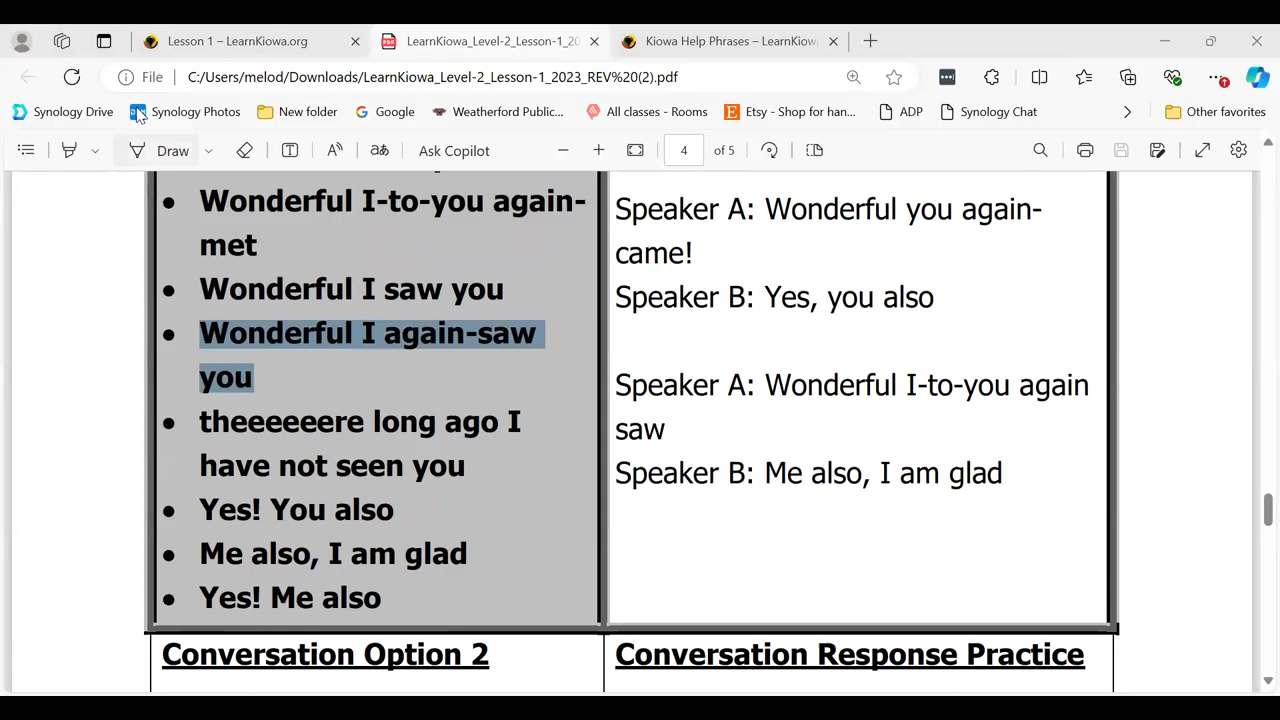 Lesson 1 – LearnKiowa.org
LearnKiowa_Level-2_Lesson-1_20
Kiowa Help Phrases – LearnKiow
File
C:/Users/melod/Downloads/LearnKiowa_Level-2_Lesson-1_2023_REV%20(2).pdf
Synology Drive
Synology Photos
New folder
Google
Weatherford Public...
All classes - Rooms
Etsy - Shop for han...
ADP
Synology Chat
Other favorites
Draw
Ask Copilot
4 of 5
Wonderful I-to-you again-
met
Wonderful I saw you
Wonderful I again-saw
you
theeeeeere long ago I
have not seen you
Yes! You also
Me also, I am glad
Yes! Me also
Speaker A: Wonderful you again-
came!
Speaker B: Yes, you also
Speaker A: Wonderful I-to-you again
saw
Speaker B: Me also, I am glad
Conversation Option 2
Conversation Response Practice